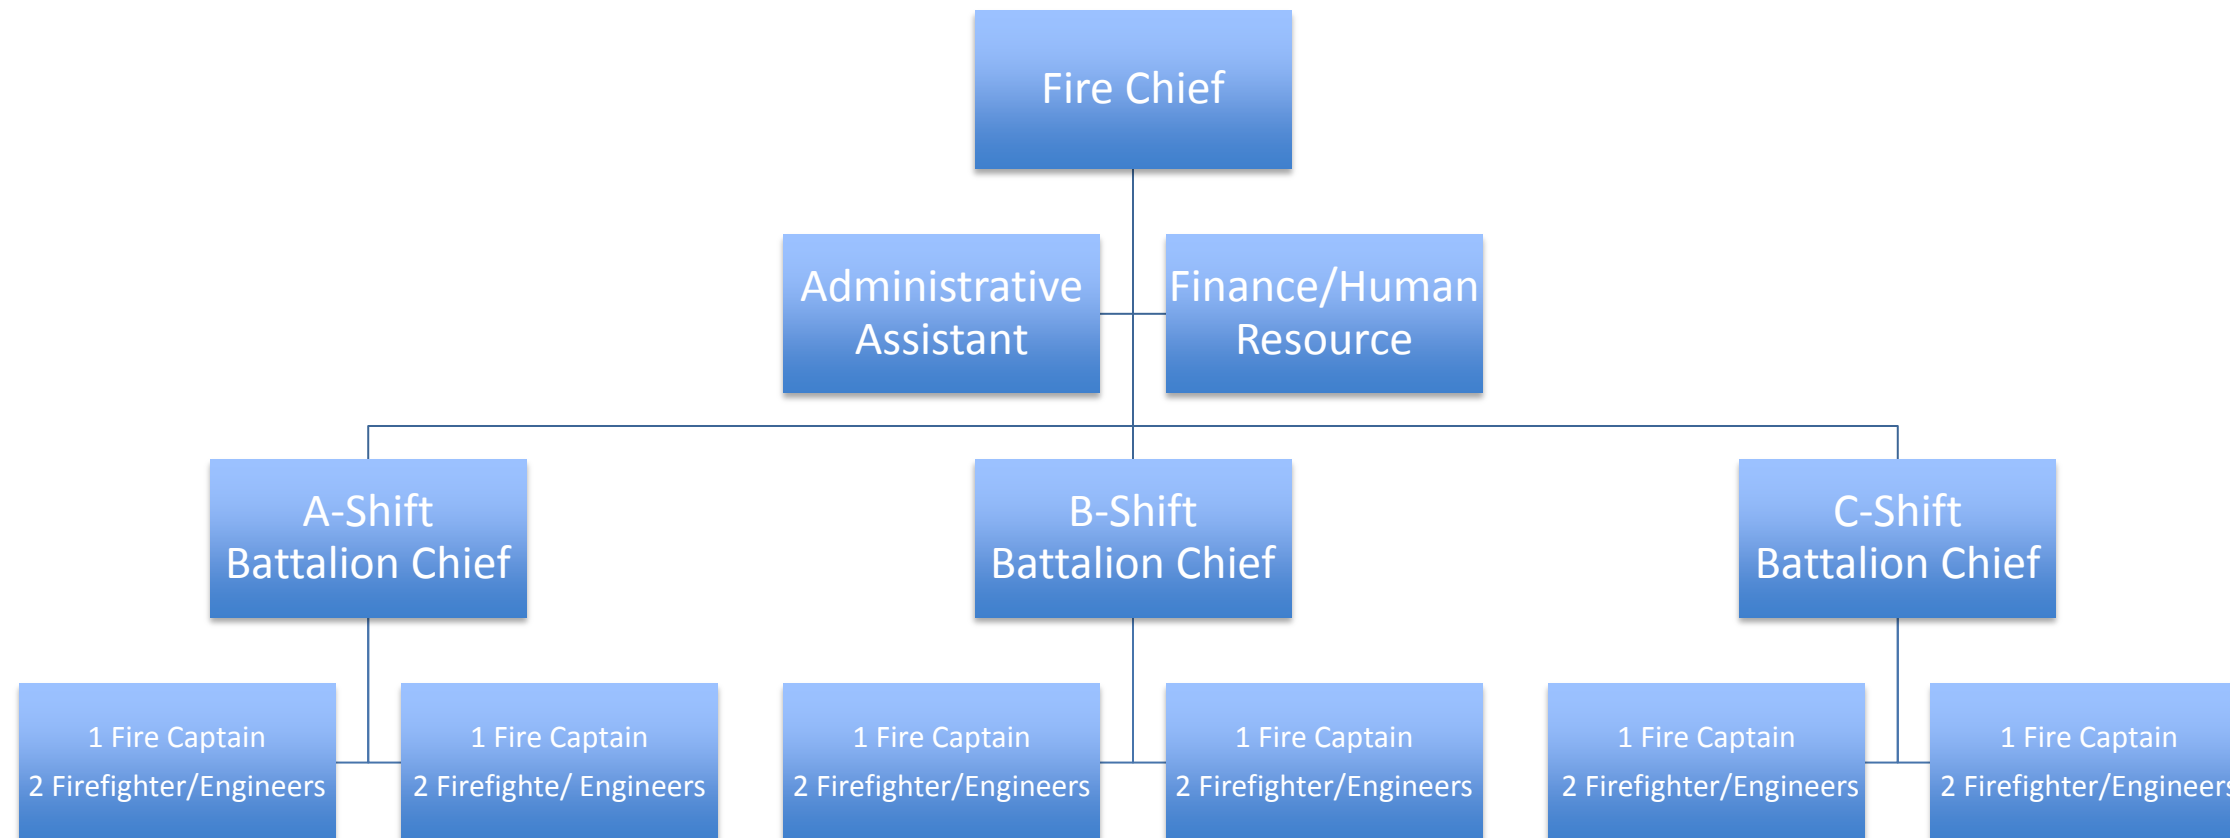 Fire Chief
Administrative
Assistant
Finance/Human
Resource
A-Shift
Battalion Chief
B-Shift
Battalion Chief
C-Shift
Battalion Chief
1 Fire Captain
2 Firefighter/Engineers
1 Fire Captain
2 Firefighte/ Engineers
1 Fire Captain
2 Firefighter/Engineers
1 Fire Captain
2 Firefighter/Engineers
1 Fire Captain
2 Firefighter/Engineers
1 Fire Captain
2 Firefighter/Engineers